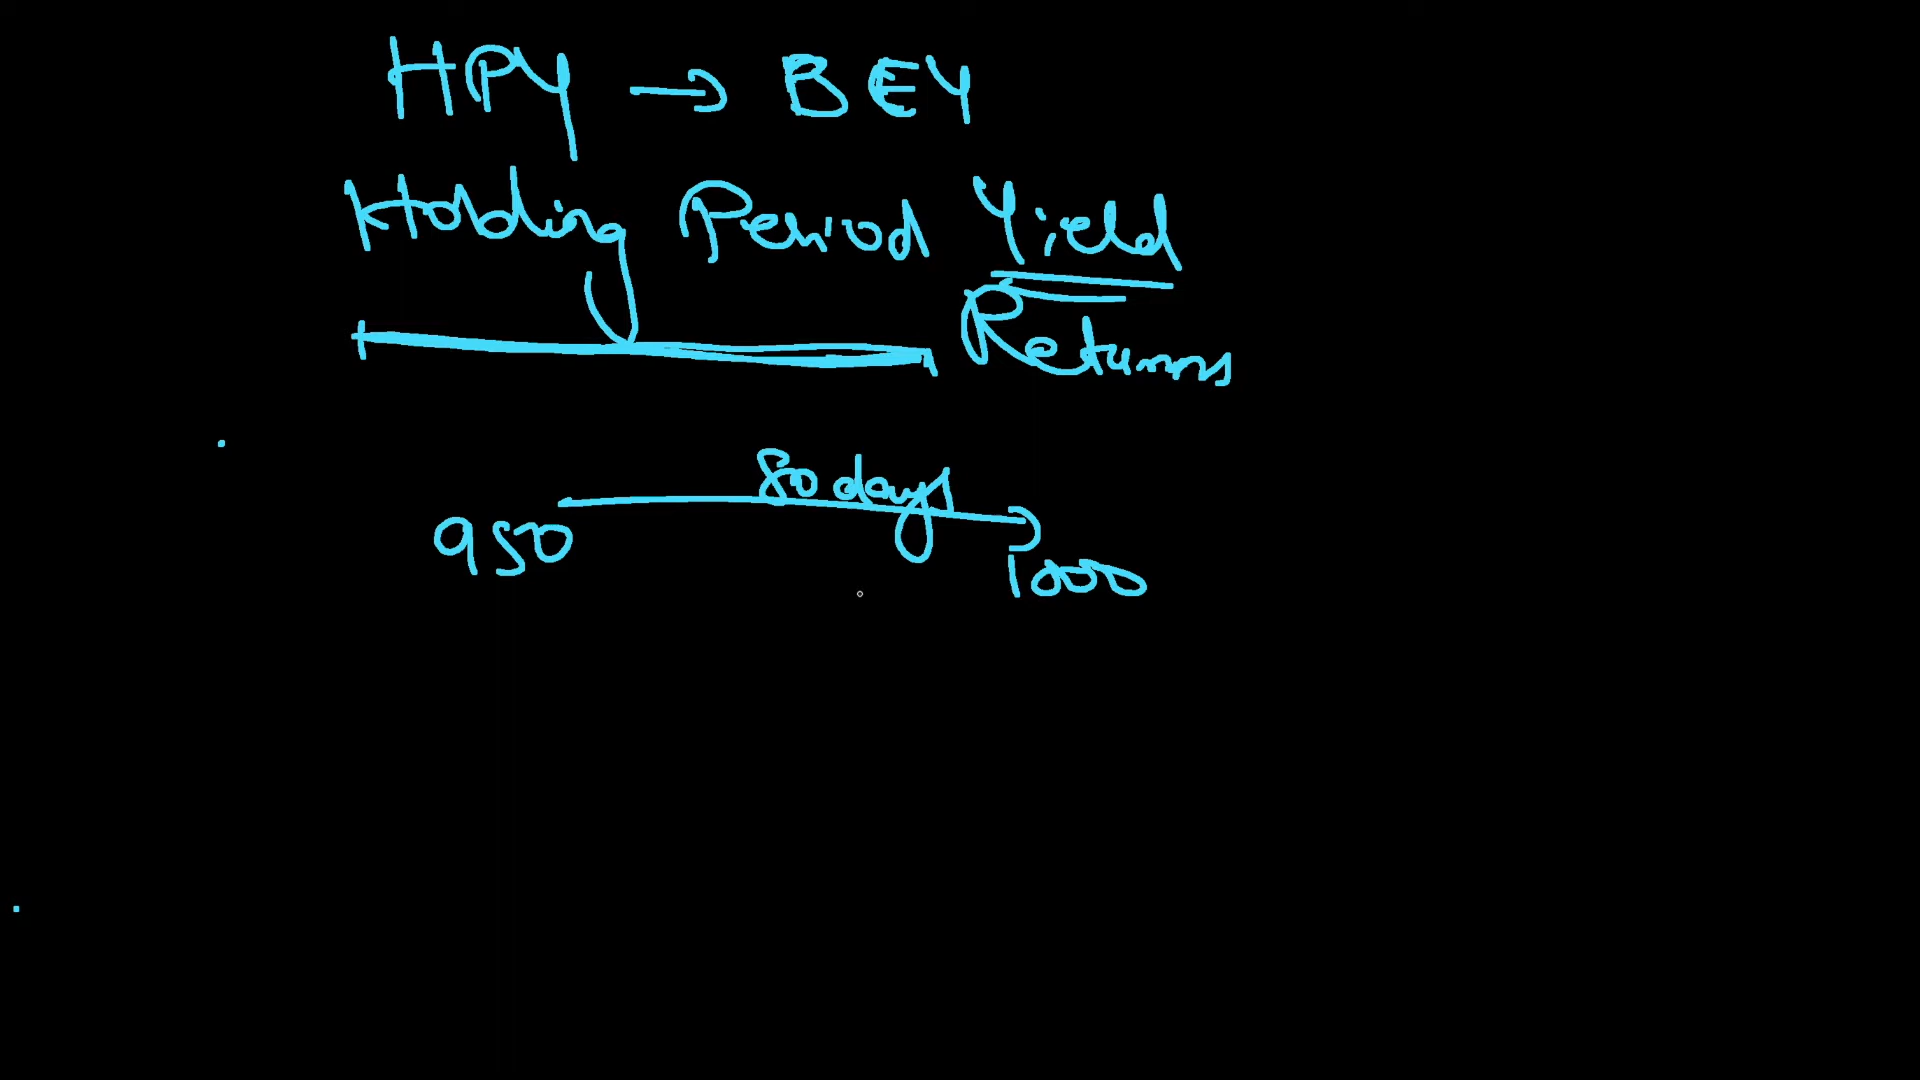 HPY → BEY
Holding Period Yield
Returns
80 days
950
1000